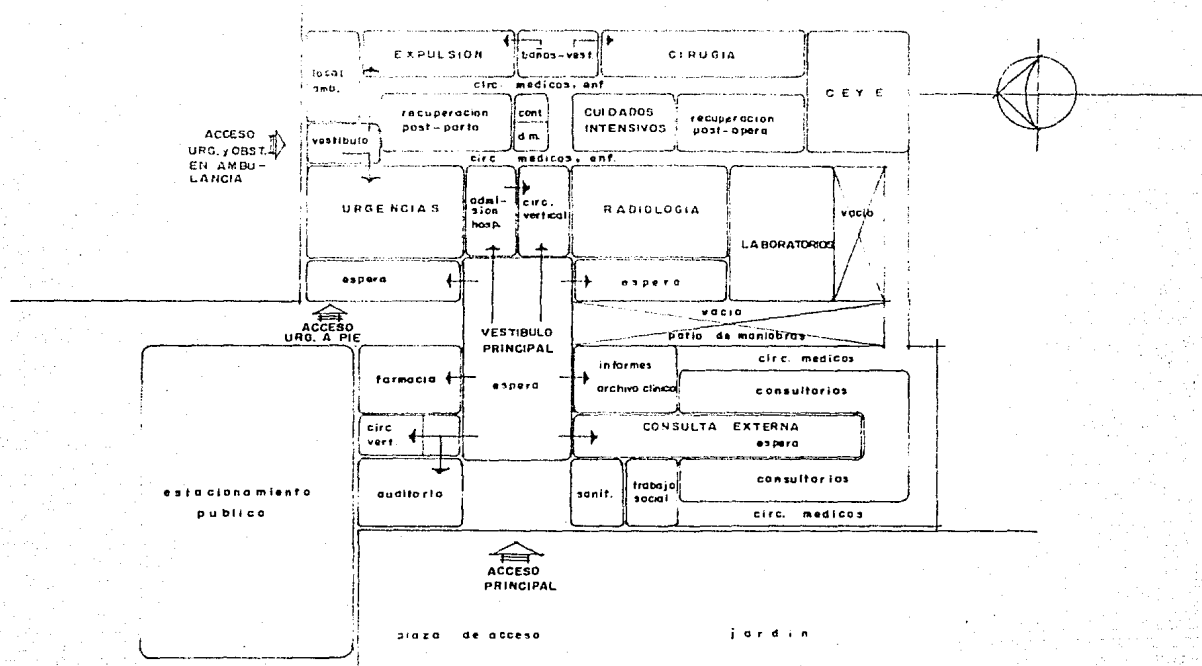 EXPULSION
baños-vest.
CIRUGIA
local
amb.
circ. medicos, enf.
CEYE
recuperacion
post-parto
cont
d.m.
CUIDADOS
INTENSIVOS
recuperacion
post-opera
ACCESO
URG. y OBST.
EN AMBU-
LANCIA
vestibulo
circ medicos, enf.
URGENCIAS
admi-
sion
hosp.
circ.
vertical
RADIOLOGIA
LABORATORIOS
vacio
espera
espera
ACCESO
URG. A PIE
VESTIBULO
PRINCIPAL
espera
vacio
patio de maniobras
circ. medicos
farmacia
informes
archivo clinico
consultorios
circ
vert.
CONSULTA EXTERNA
espera
estacionamiento
publico
auditorio
sanit.
trabajo
social
consultorios
circ. medicos
ACCESO
PRINCIPAL
plaza de acceso
jardin